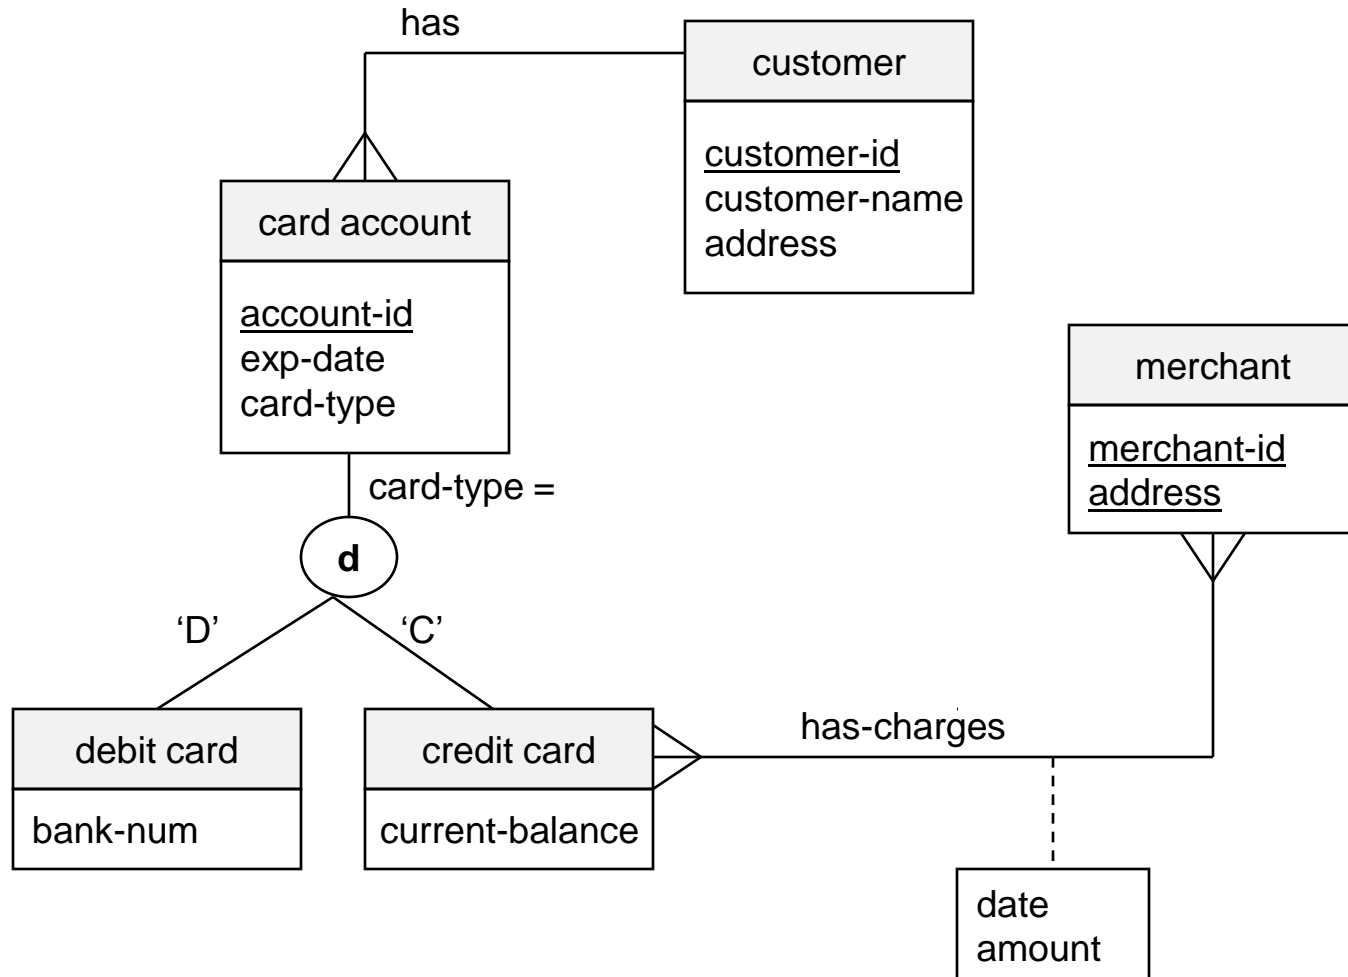 has
customer
customer-id
customer-name
address
card account
account-id
exp-date
card-type
merchant
merchant-id
address
card-type =
d
‘D’
‘C’
debit card
bank-num
credit card
current-balance
has-charges
date
amount